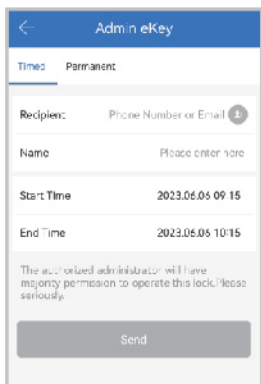 Admin eKey
Timed Permanent
Recipient Phone Number or Email
Name Please enter here
Start Time 2023.06.06 09:15
End Time 2023.06.06 10:15
The authorized administrator will have
majority permission to operate this lock.Please
seriously.
Send